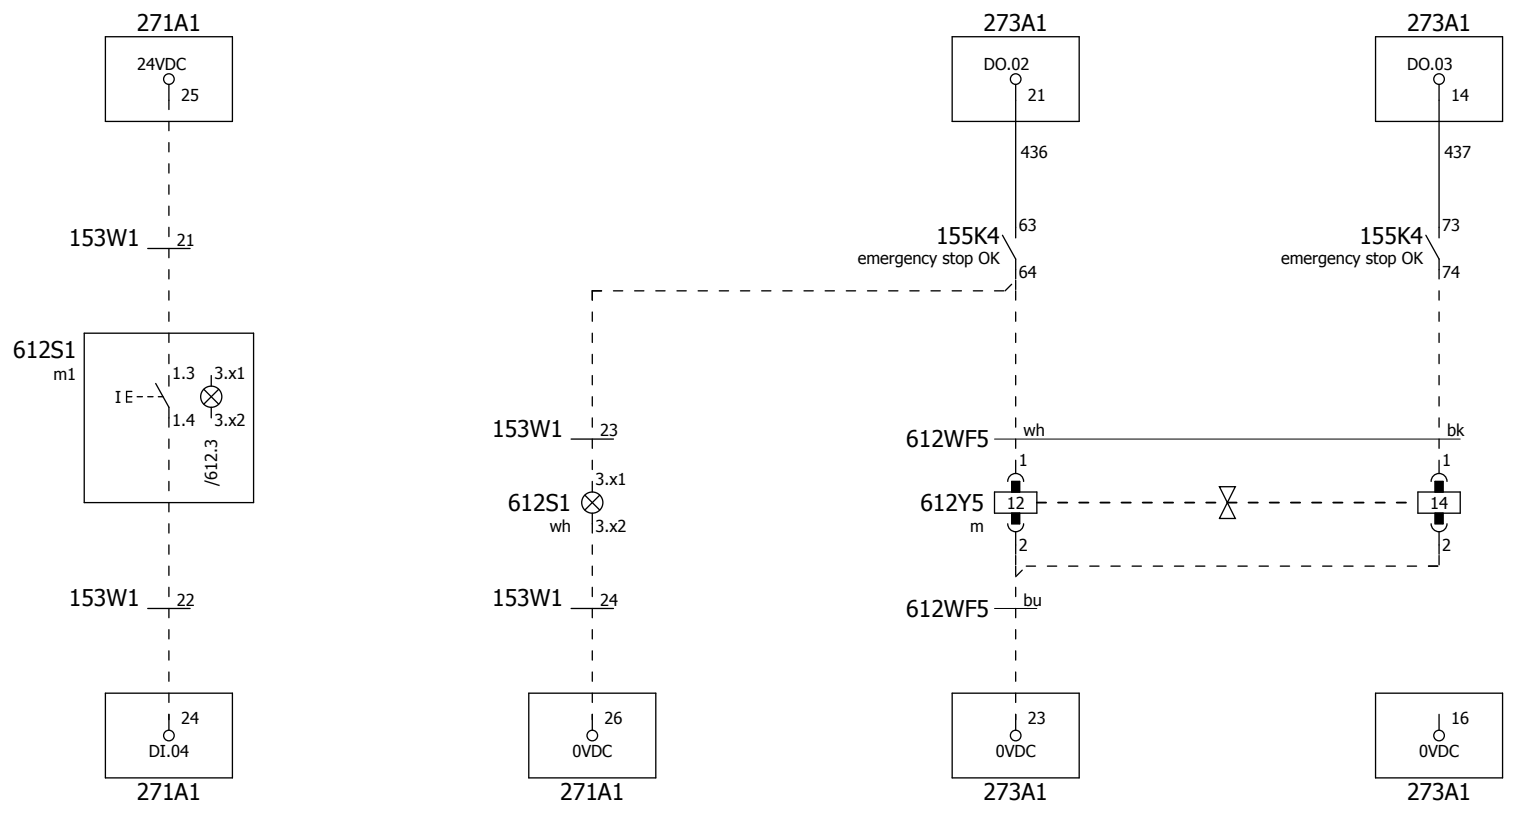 271A1
273A1
273A1
24VDC
DO.02
DO.03
25
21
14
436
437
63
73
153W1
21
155K4
155K4
emergency stop OK
emergency stop OK
64
74
612S1
m1
1.3
3.x1
IE
1.4
3.x2
/612.3
153W1
23
612WF5
wh
bk
1
1
3.x1
612S1
612Y5
12
14
wh
3.x2
m
2
2
153W1
22
153W1
24
612WF5
bu
24
26
23
16
DI.04
0VDC
0VDC
0VDC
271A1
271A1
273A1
273A1